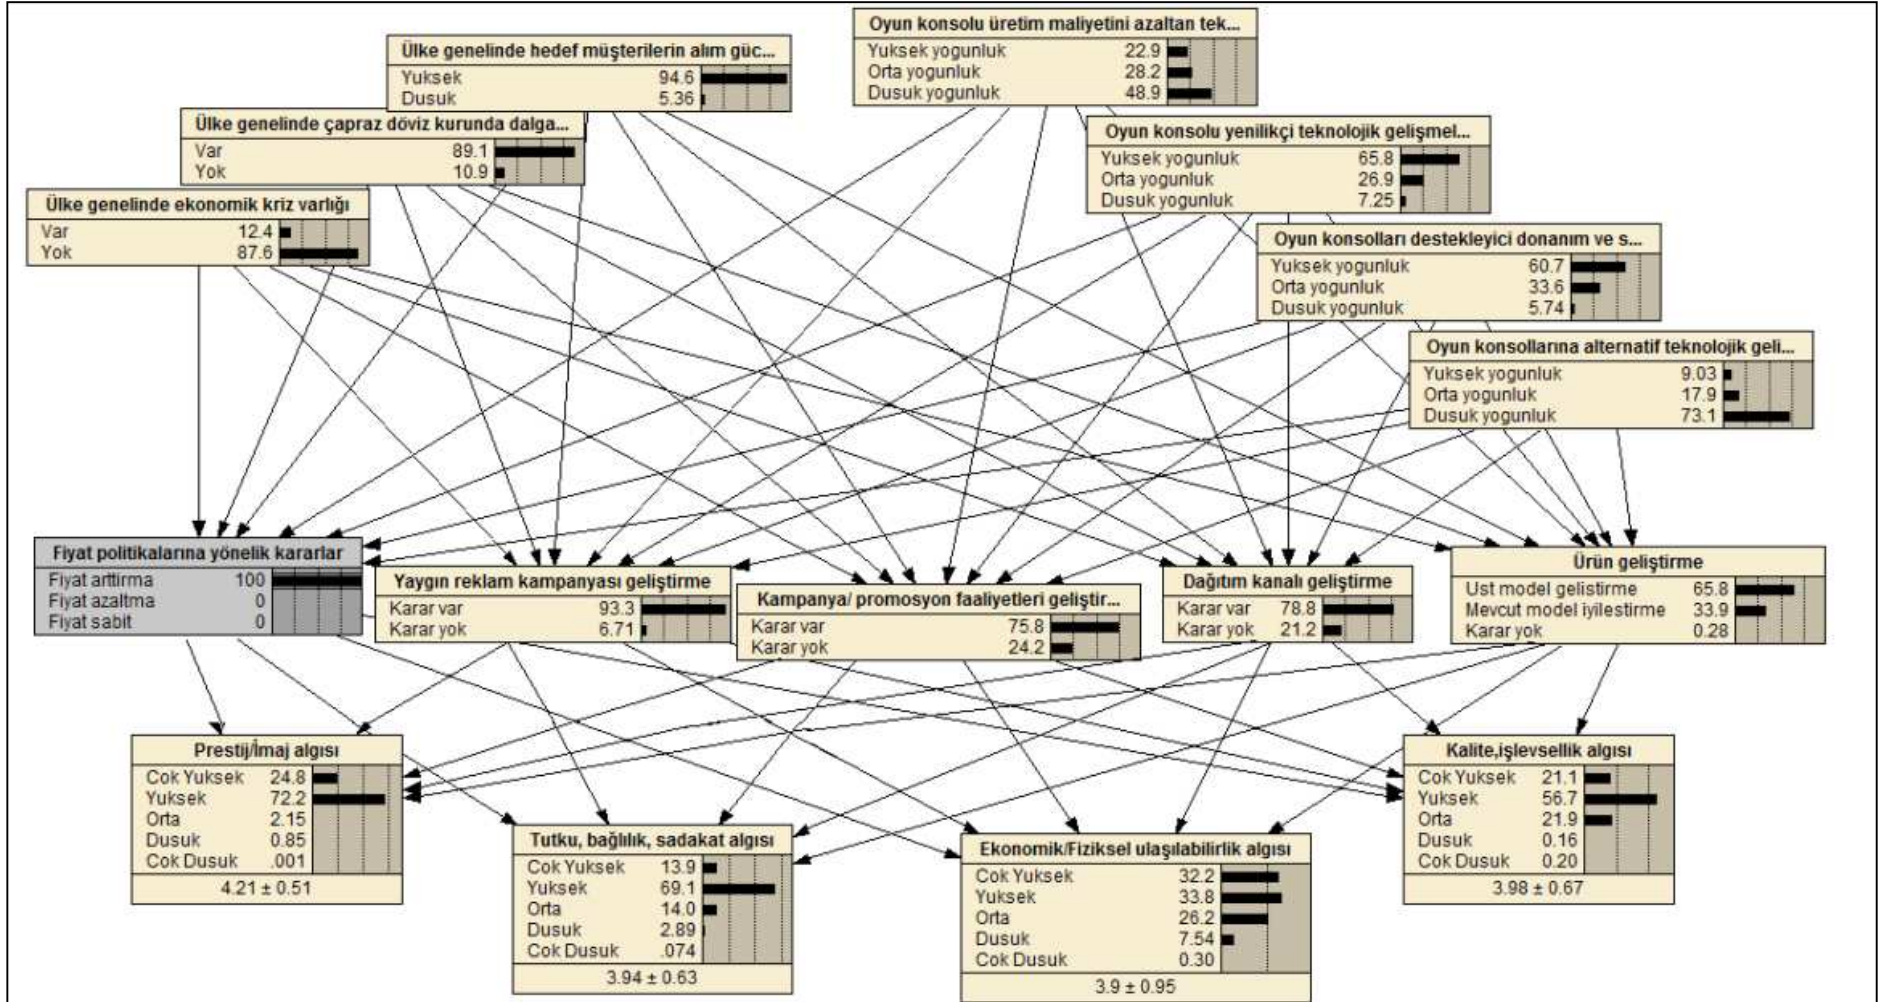 Oyun konsolu üretim maliyetini azaltan tek...
Yuksek yogunluk 22.9
Orta yogunluk 28.2
Dusuk yogunluk 48.9
Ülke genelinde hedef müşterilerin alım güc...
Yuksek 94.6
Dusuk 5.36
Ülke genelinde çapraz döviz kurunda dalga...
Var 89.1
Yok 10.9
Ülke genelinde ekonomik kriz varlığı
Var 12.4
Yok 87.6
Oyun konsolu yenilikçi teknolojik gelişmel...
Yuksek yogunluk 65.8
Orta yogunluk 26.9
Dusuk yogunluk 7.25
Oyun konsolları destekleyici donanım ve s...
Yuksek yogunluk 60.7
Orta yogunluk 33.6
Dusuk yogunluk 5.74
Oyun konsollarına alternatif teknolojik geli...
Yuksek yogunluk 9.03
Orta yogunluk 17.9
Dusuk yogunluk 73.1
Fiyat politikalarına yönelik kararlar
Fiyat arttirma 100
Fiyat azaltma 0
Fiyat sabit 0
Yaygın reklam kampanyası geliştirme
Karar var 93.3
Karar yok 6.71
Kampanya/ promosyon faaliyetleri geliştir...
Karar var 75.8
Karar yok 24.2
Dağıtım kanalı geliştirme
Karar var 78.8
Karar yok 21.2
Ürün geliştirme
Ust model gelistirme 65.8
Mevcut model iyilestirme 33.9
Karar yok 0.28
Prestij/İmaj algısı
Cok Yuksek 24.8
Yuksek 72.2
Orta 2.15
Dusuk 0.85
Cok Dusuk .001
4.21 ± 0.51
Tutku, bağlılık, sadakat algısı
Cok Yuksek 13.9
Yuksek 69.1
Orta 14.0
Dusuk 2.89
Cok Dusuk .074
3.94 ± 0.63
Ekonomik/Fiziksel ulaşılabilirlik algısı
Cok Yuksek 32.2
Yuksek 33.8
Orta 26.2
Dusuk 7.54
Cok Dusuk 0.30
3.9 ± 0.95
Kalite,işlevsellik algısı
Cok Yuksek 21.1
Yuksek 56.7
Orta 21.9
Dusuk 0.16
Cok Dusuk 0.20
3.98 ± 0.67